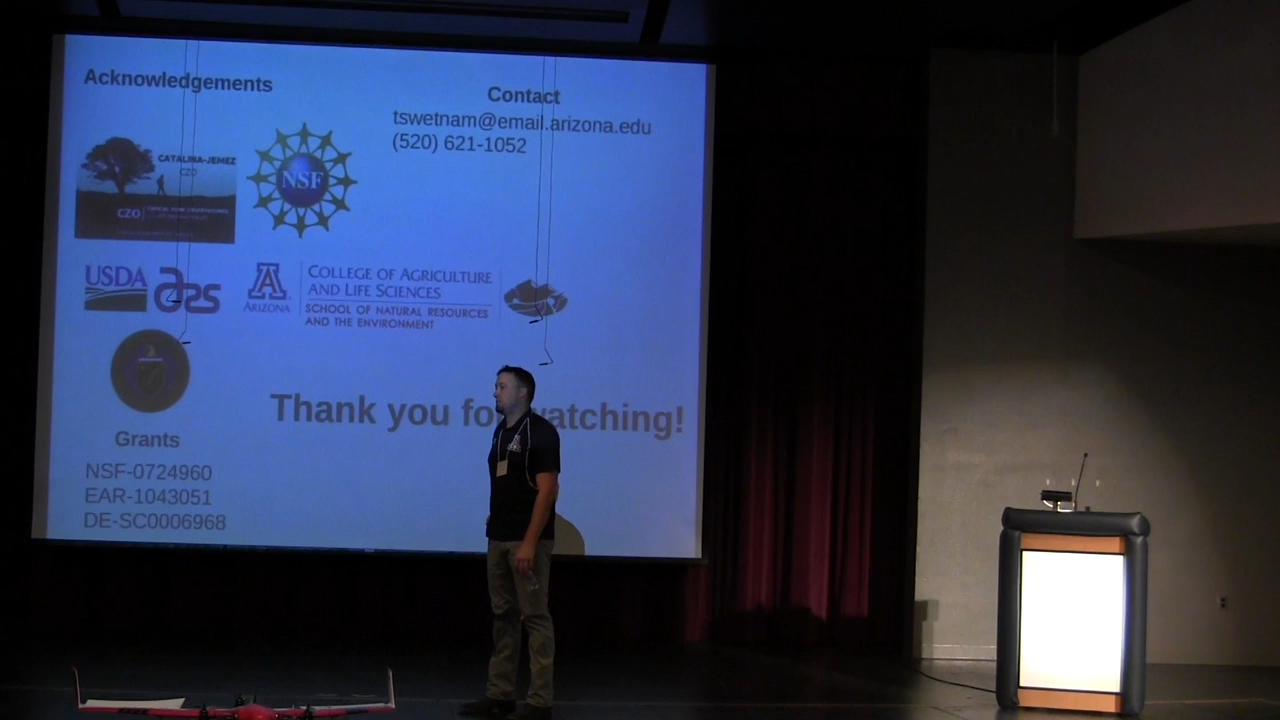 Acknowledgements
Contact
tswetnam@email.arizona.edu
(520) 621-1052
CATALINA-JEMEZ
CZO
CZO
NSF
USDA
ars
A
ARIZONA
COLLEGE OF AGRICULTURE
AND LIFE SCIENCES
SCHOOL OF NATURAL RESOURCES
AND THE ENVIRONMENT
Thank you for watching!
Grants
NSF-0724960
EAR-1043051
DE-SC0006968